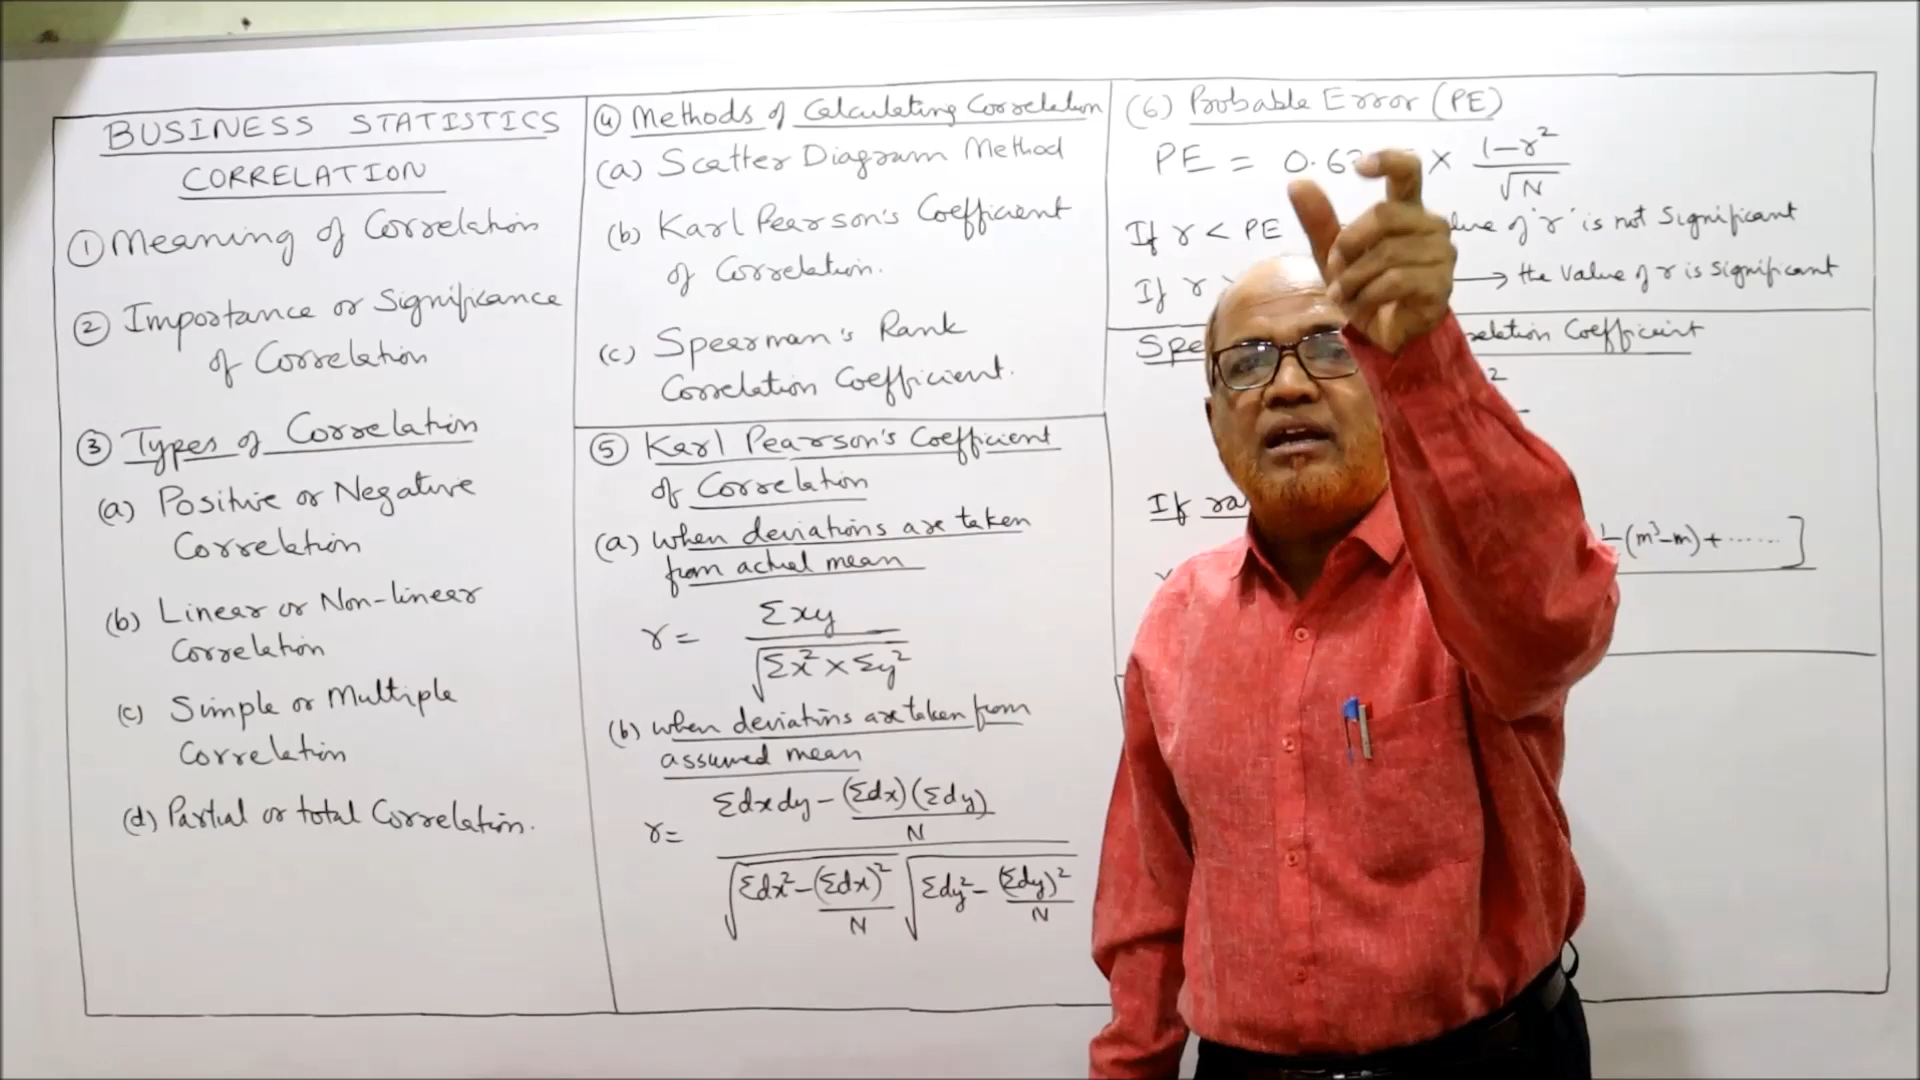 BUSINESS STATISTICS
CORRELATION
① Meaning of Correlation
② Importance or Significance
of Correlation
③ Types of Correlation
(a) Positive or Negative
Correlation
(b) Linear or Non-linear
Correlation
(c) Simple or Multiple
Correlation
(d) Partial or total Correlation.
④ Methods of Calculating Correlation
(a) Scatter Diagram Method
(b) Karl Pearson's Coefficient
of Correlation.
(c) Spearman's Rank
Correlation Coefficient.
⑤ Karl Pearson's Coefficient
of Correlation
(a) when deviations are taken
from actual mean
r = Σxy / √(Σx² × Σy²)
(b) when deviations are taken from
assumed mean
r = (Σdxdy - (Σdx)(Σdy)/N) / (√(Σdx² - (Σdx)²/N) √(Σdy² - (Σdy)²/N))
(6) Probable Error (PE)
PE = 0.6 × (1-r²)/√N
If r < PE of 'r' is not Significant
If r → the Value of r is Significant
Coefficient
2
If
(m³-m) + ......]